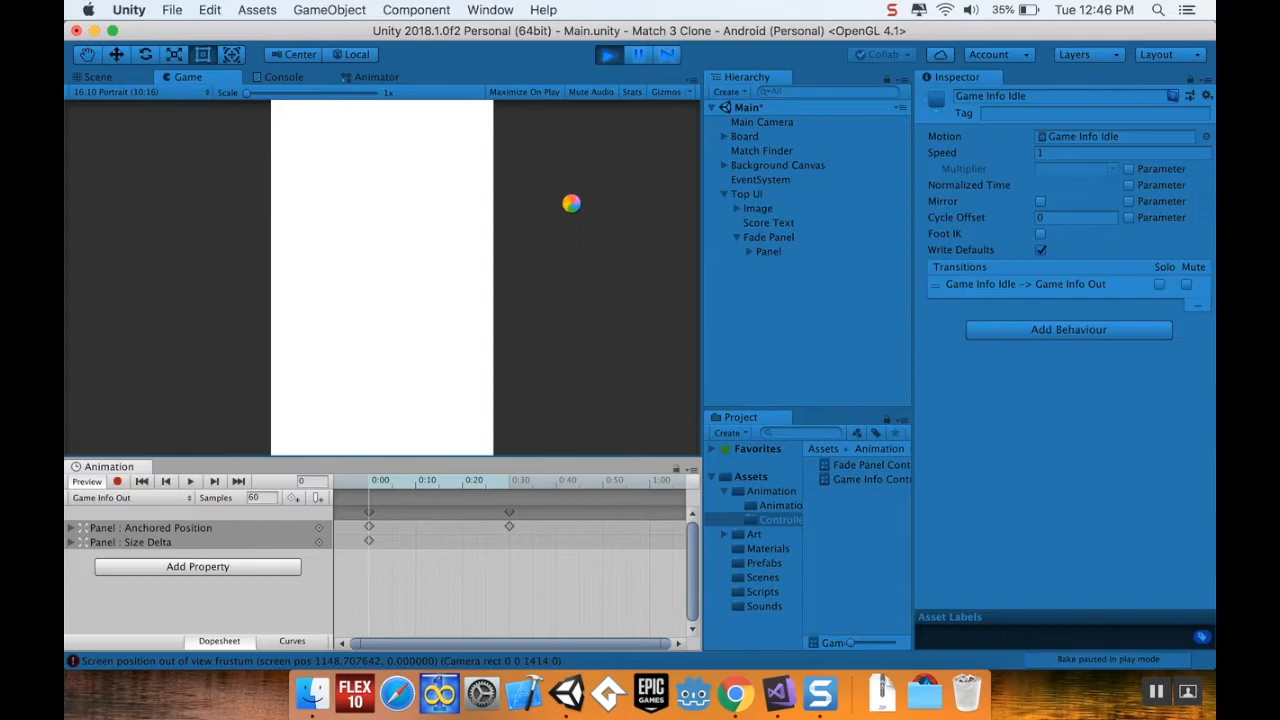 Unity File Edit Assets GameObject Component Window Help
35% Tue 12:46 PM
Unity 2018.1.0f2 Personal (64bit) - Main.unity - Match 3 Clone - Android (Personal) <OpenGL 4.1>
Center Local
Collab Account Layers Layout
Scene Game Console Animator
16:10 Portrait (10:16) Scale 1x Maximize On Play Mute Audio Stats Gizmos
Hierarchy
Create All
Main*
Main Camera
Board
Match Finder
Background Canvas
EventSystem
Top UI
Image
Score Text
Fade Panel
Panel
Inspector
Game Info Idle
Tag
Motion Game Info Idle
Speed 1
Multiplier Parameter
Normalized Time Parameter
Mirror Parameter
Cycle Offset 0 Parameter
Foot IK
Write Defaults
Transitions Solo Mute
Game Info Idle -> Game Info Out
Add Behaviour
Asset Labels
Project
Create
Favorites
Assets
Animation
Animatio
Controlle
Art
Materials
Prefabs
Scenes
Scripts
Sounds
Assets Animation
Fade Panel Cont
Game Info Contr
Gam
Animation
Preview 0
0:00 0:10 0:20 0:30 0:40 0:50 1:00
Game Info Out Samples 60
Panel : Anchored Position
Panel : Size Delta
Add Property
Dopesheet Curves
Screen position out of view frustum (screen pos 1148.707642, 0.000000) (Camera rect 0 0 1414 0)
Bake paused in play mode
FLEX
10
EPIC
GAMES
ZIP